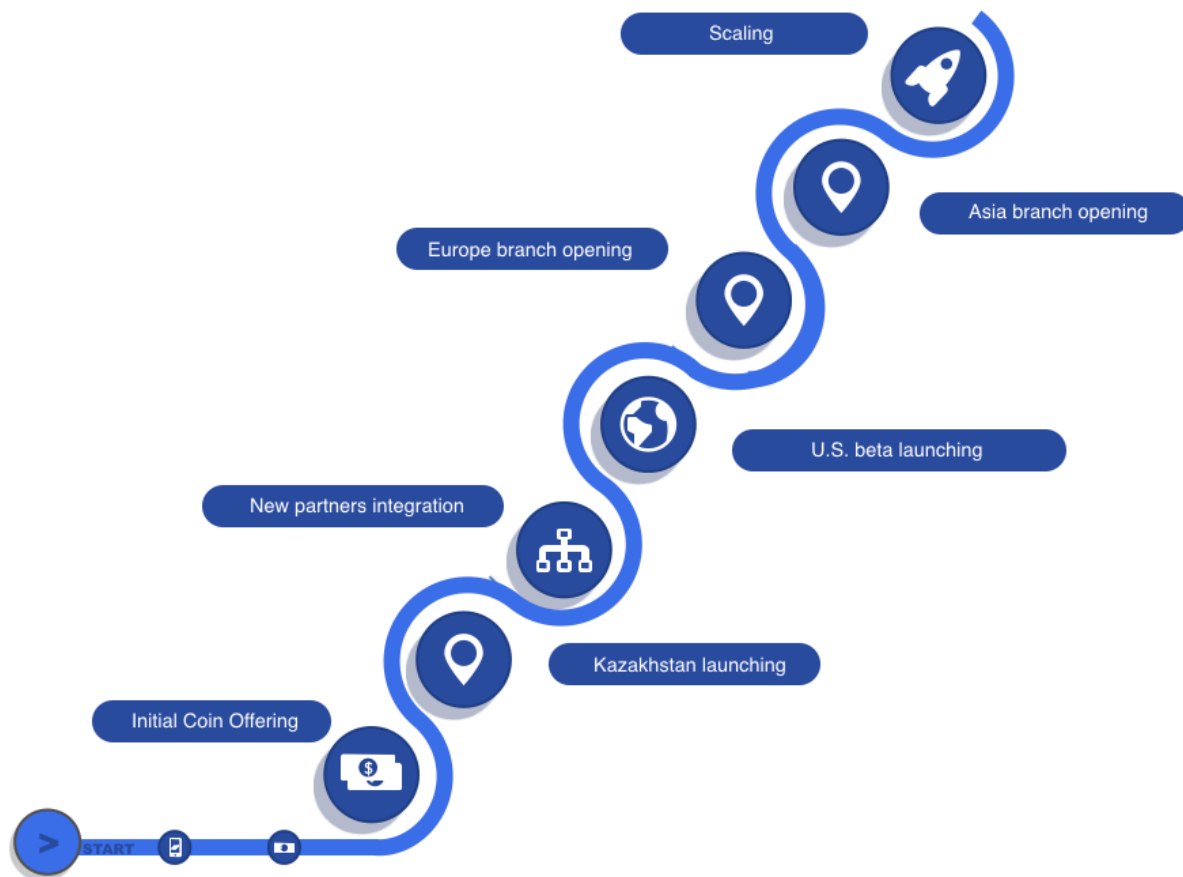 Scaling
Asia branch opening
Europe branch opening
U.S. beta launching
New partners integration
Kazakhstan launching
Initial Coin Offering
$
>
START